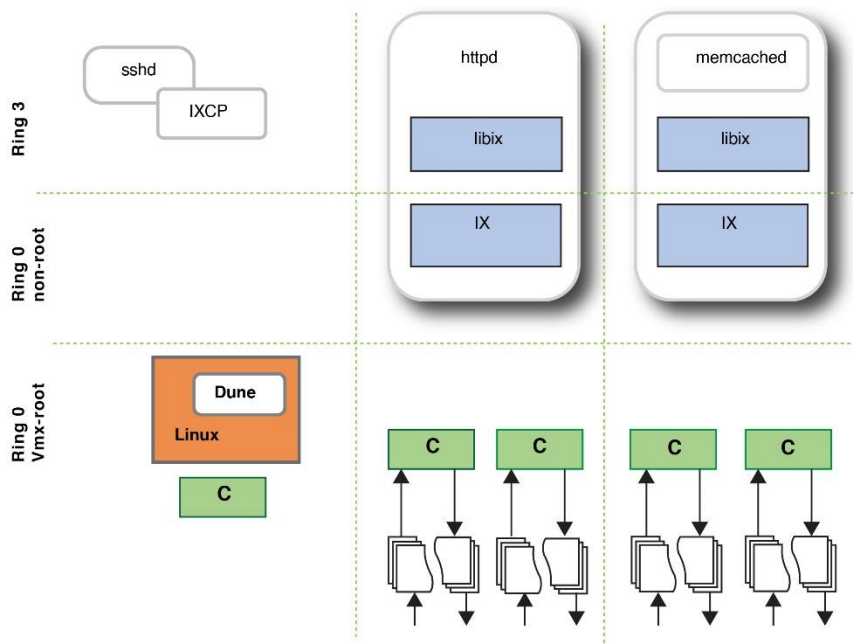 sshd
IXCP
httpd
memcached
libix
libix
Ring 3
IX
IX
Ring 0
non-root
Dune
Linux
C
C
C
C
C
Ring 0
Vmx-root